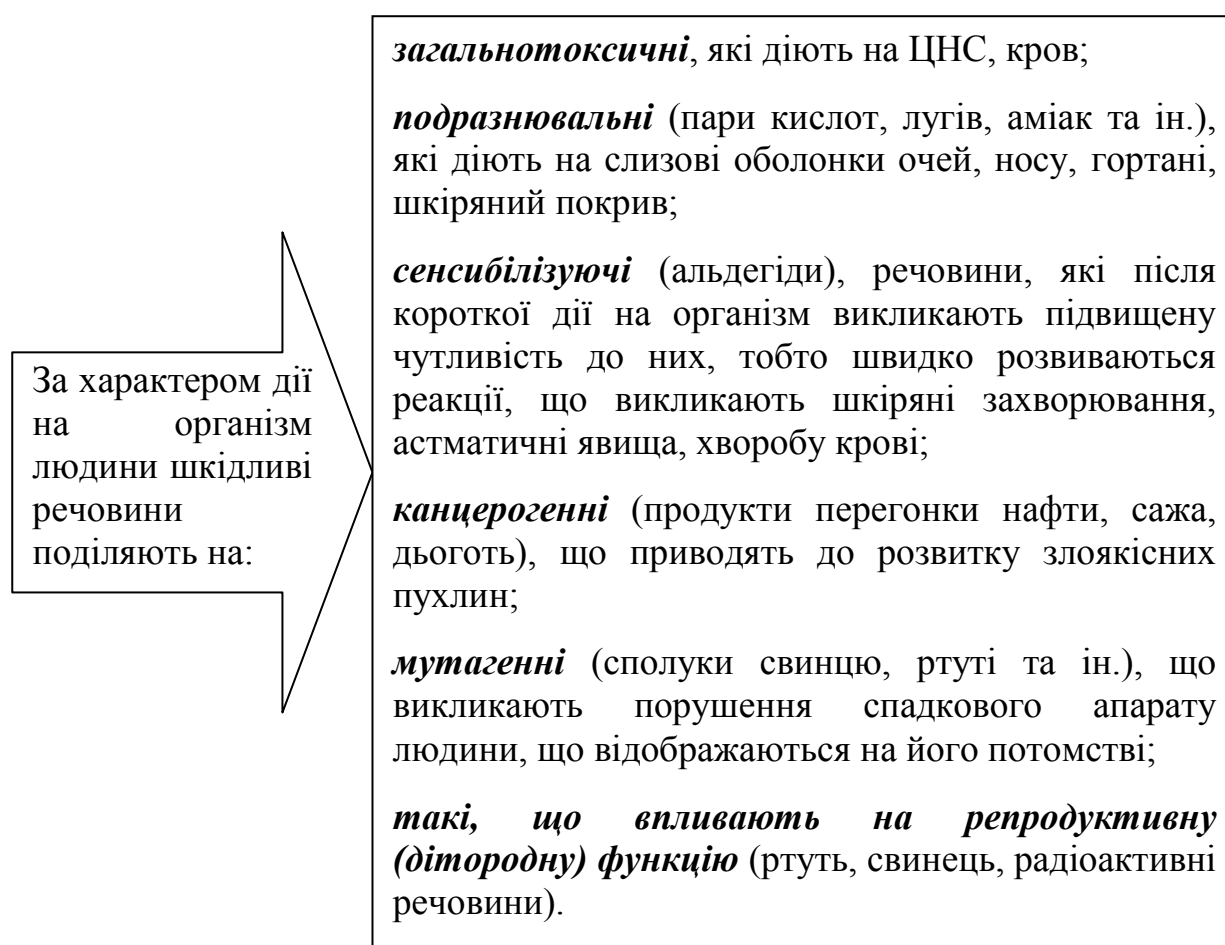 За характером дії
на організм
людини шкідливі
речовини
поділяють на:
загальнотоксичні, які діють на ЦНС, кров;
подразнювальні (пари кислот, лугів, аміак та ін.),
які діють на слизові оболонки очей, носу, гортані,
шкіряний покрив;
сенсибілізуючі (альдегіди), речовини, які після
короткої дії на організм викликають підвищену
чутливість до них, тобто швидко розвиваються
реакції, що викликають шкіряні захворювання,
астматичні явища, хворобу крові;
канцерогенні (продукти перегонки нафти, сажа,
дьоготь), що приводять до розвитку злоякісних
пухлин;
мутагенні (сполуки свинцю, ртуті та ін.), що
викликають порушення спадкового апарату
людини, що відображаються на його потомстві;
такі, що впливають на репродуктивну
(дітородну) функцію (ртуть, свинець, радіоактивні
речовини).